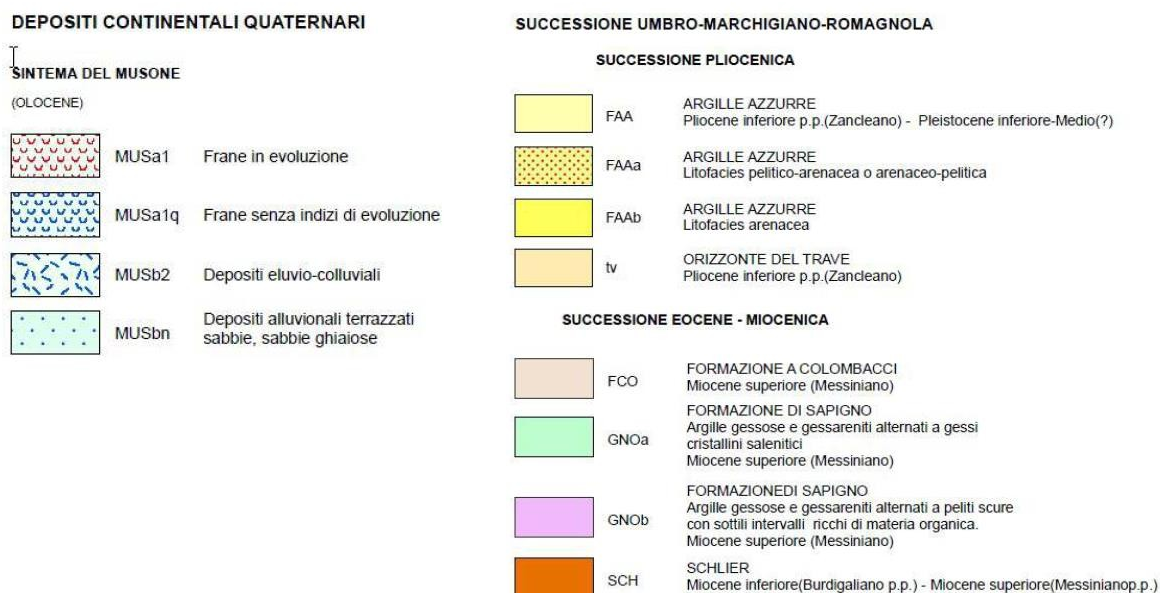 DEPOSITI CONTINENTALI QUATERNARI
SINTEMA DEL MUSONE
(OLOCENE)
MUSa1 Frane in evoluzione
MUSa1q Frane senza indizi di evoluzione
MUSb2 Depositi eluvio-colluviali
MUSbn Depositi alluvionali terrazzati
sabbie, sabbie ghiaiose
SUCCESSIONE UMBRO-MARCHIGIANO-ROMAGNOLA
SUCCESSIONE PLIOCENICA
FAA ARGILLE AZZURRE
Pliocene inferiore p.p.(Zancleano) - Pleistocene inferiore-Medio(?)
FAAa ARGILLE AZZURRE
Litofacies pelitico-arenacea o arenaceo-pelitica
FAAb ARGILLE AZZURRE
Litofacies arenacea
tv ORIZZONTE DEL TRAVE
Pliocene inferiore p.p.(Zancleano)
SUCCESSIONE EOCENE - MIOCENICA
FCO FORMAZIONE A COLOMBACCI
Miocene superiore (Messiniano)
GNOa FORMAZIONE DI SAPIGNO
Argille gessose e gessareniti alternati a gessi
cristallini salenitici
Miocene superiore (Messiniano)
GNOb FORMAZIONEDI SAPIGNO
Argille gessose e gessareniti alternati a peliti scure
con sottili intervalli ricchi di materia organica.
Miocene superiore (Messiniano)
SCH SCHLIER
Miocene inferiore(Burdigaliano p.p.) - Miocene superiore(Messinianop.p.)